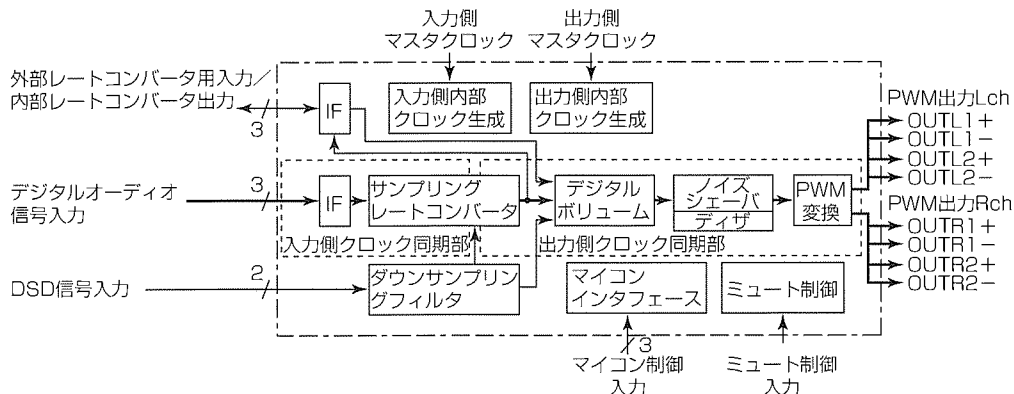 入力側
マスタクロック
出力側
マスタクロック
外部レートコンバータ用入力／
内部レートコンバータ出力
3
IF
入力側内部
クロック生成
出力側内部
クロック生成
PWM出力Lch
OUTL1+
OUTL1−
OUTL2+
OUTL2−
デジタルオーディオ
信号入力
3
IF
サンプリング
レートコンバータ
デジタル
ボリューム
ノイズ
シェーパ
ディザ
PWM
変換
PWM出力Rch
OUTR1+
OUTR1−
OUTR2+
OUTR2−
入力側クロック同期部
出力側クロック同期部
DSD信号入力
2
ダウンサンプリン
グフィルタ
マイコン
インタフェース
ミュート制御
3
マイコン制御
入力
ミュート制御
入力